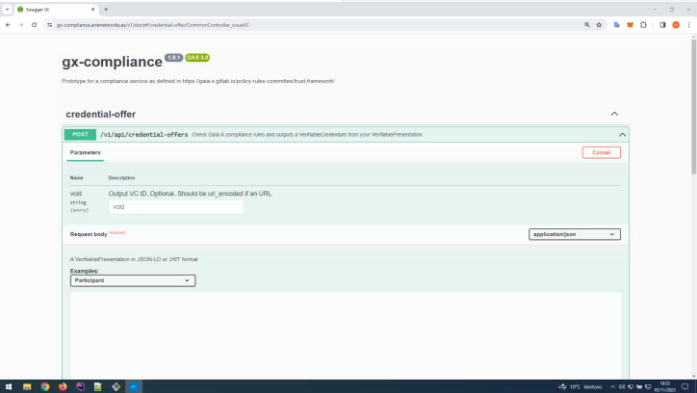 Swagger UI
gx-compliance.arsmetworks.es/v1/docs#/credential-offer/CommonController_issueVC
gx-compliance 1.8.1 OAS 3.0
Prototype for a compliance service as defined in https://gaia-x.gitlab.io/policy-rules-committee/trust-framework/
credential-offer
POST /v1/api/credential-offers Check Gaia-X compliance rules and outputs a VerifiableCredentials from your VerifiablePresentation
Parameters
Cancel
Name Description
vcid Output VC ID. Optional. Should be url_encoded if an URL
string
(query)
vcid
Request body required
application/json
A VerifiablePresentation in JSON-LD or JWT format
Examples:
Participant
10°C Ventoso